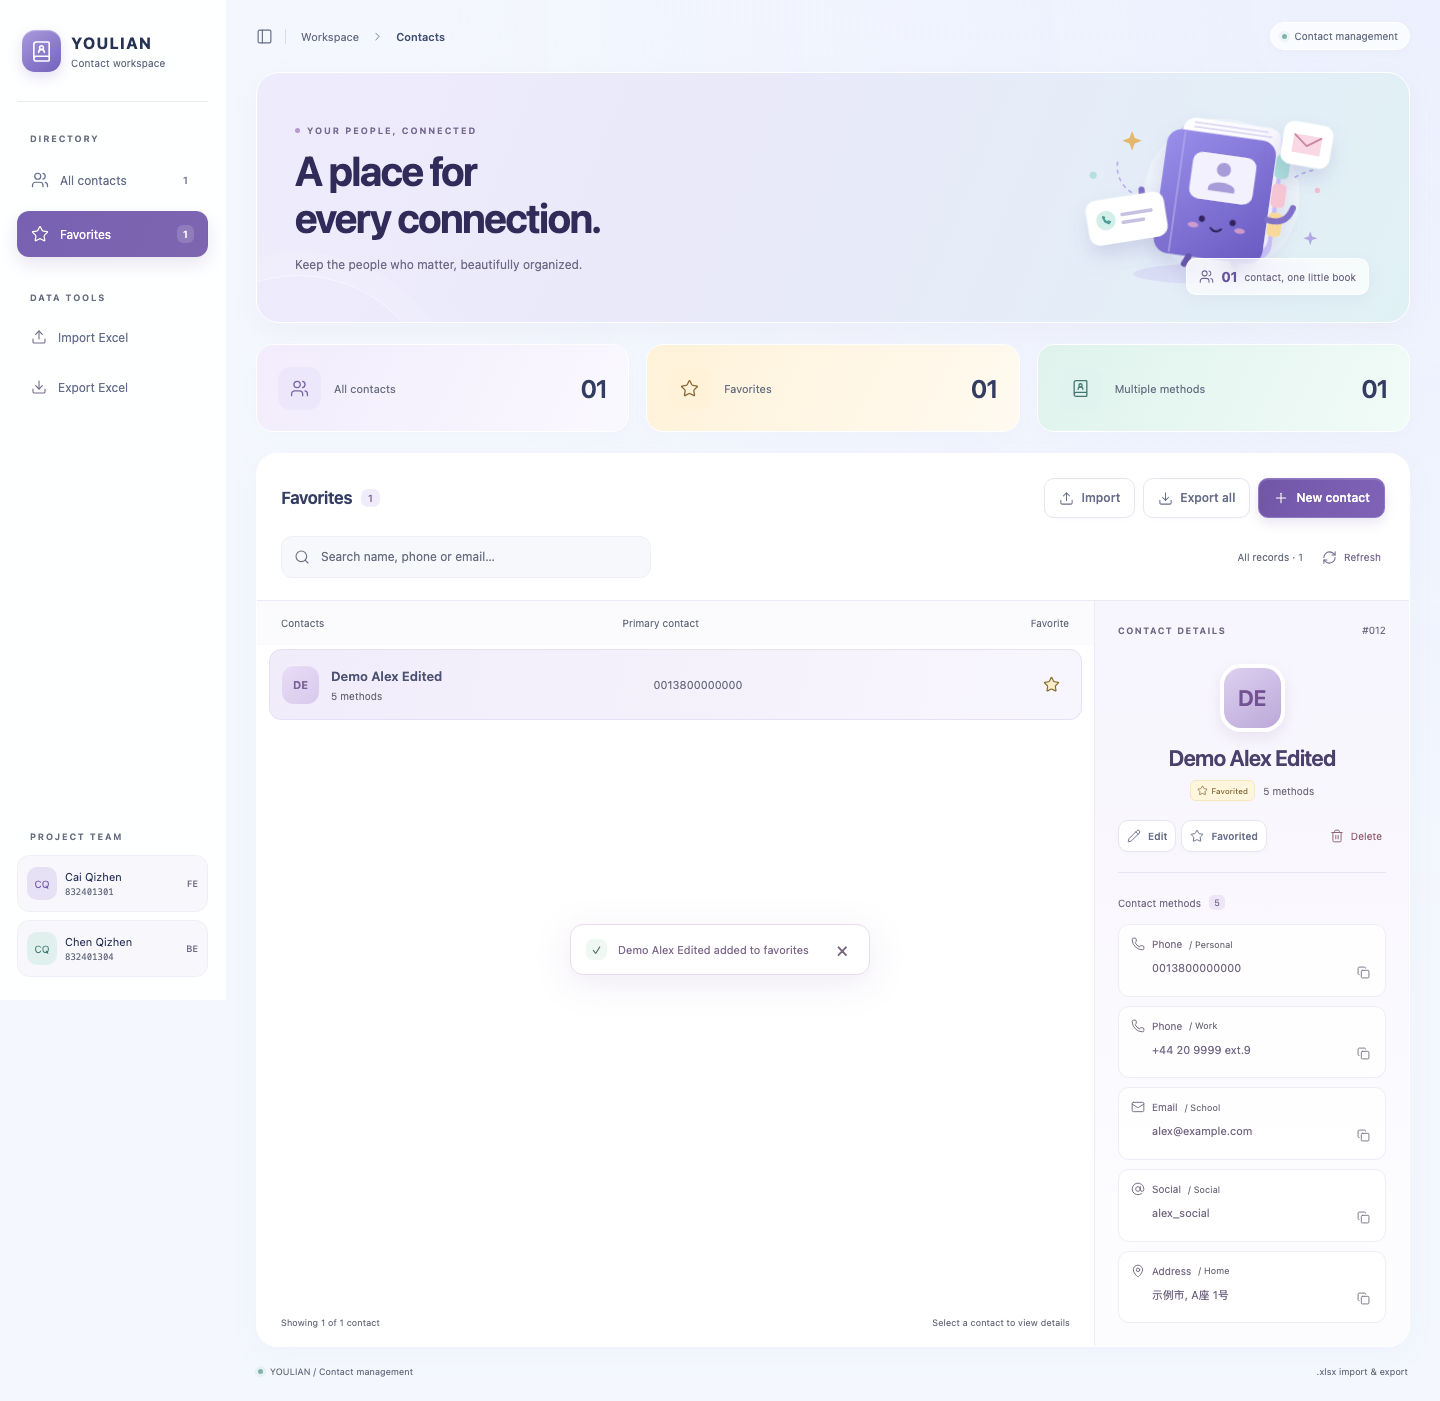 YOULIAN
Contact workspace
DIRECTORY
All contacts 1
Favorites 1
DATA TOOLS
Import Excel
Export Excel
PROJECT TEAM
CQ Cai Qizhen FE
832401301
CQ Chen Qizhen BE
832401304
Workspace Contacts
Contact management
YOUR PEOPLE, CONNECTED
A place for
every connection.
Keep the people who matter, beautifully organized.
01 contact, one little book
All contacts 01
Favorites 01
Multiple methods 01
Favorites 1
Import Export all New contact
Search name, phone or email...
All records · 1 Refresh
Contacts Primary contact Favorite
DE Demo Alex Edited 0013800000000
5 methods
Demo Alex Edited added to favorites
Showing 1 of 1 contact Select a contact to view details
CONTACT DETAILS #012
DE
Demo Alex Edited
Favorited 5 methods
Edit Favorited Delete
Contact methods 5
Phone / Personal
0013800000000
Phone / Work
+44 20 9999 ext.9
Email / School
alex@example.com
Social / Social
alex_social
Address / Home
示例市, A座 1号
YOULIAN / Contact management .xlsx import & export